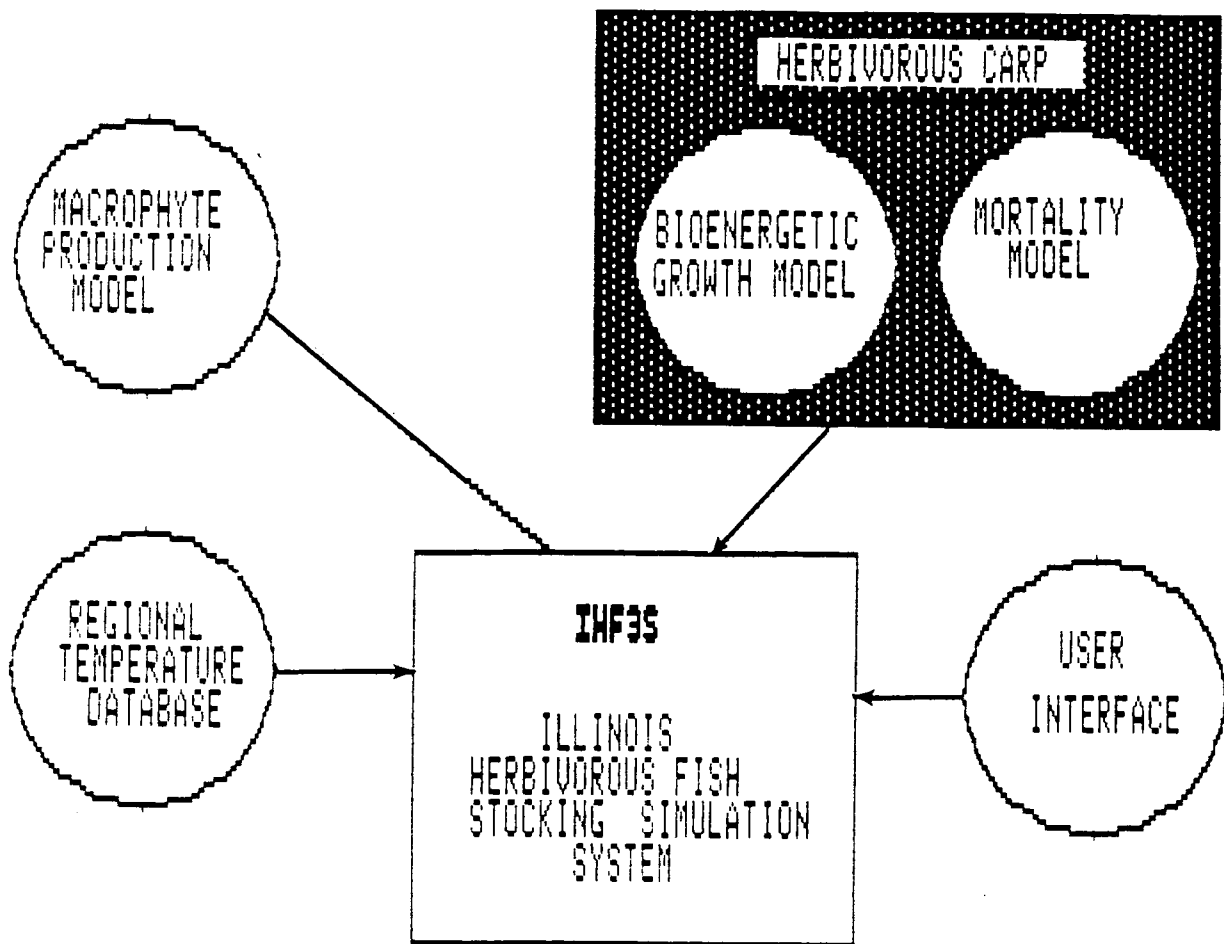 HERBIVOROUS CARP
MACROPHYTE
PRODUCTION
MODEL
BIOENERGETIC
GROWTH MODEL
MORTALITY
MODEL
REGIONAL
TEMPERATURE
DATABASE
IHF3S
ILLINOIS
HERBIVOROUS FISH
STOCKING SIMULATION
SYSTEM
USER
INTERFACE